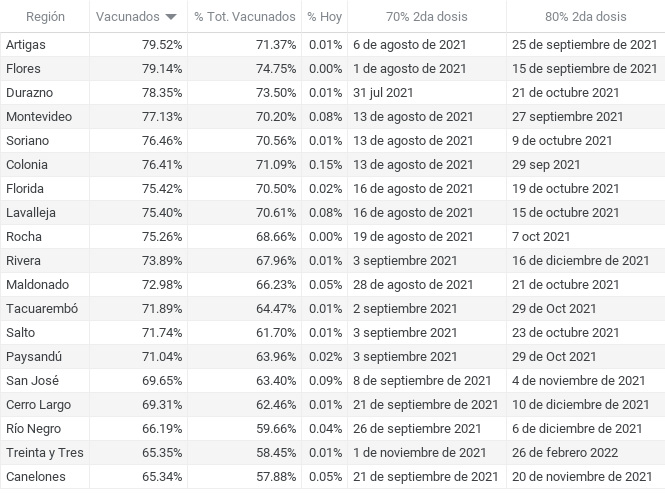 Región Vacunados % Tot. Vacunados % Hoy 70% 2da dosis 80% 2da dosis
Artigas 79.52% 71.37% 0.01% 6 de agosto de 2021 25 de septiembre de 2021
Flores 79.14% 74.75% 0.00% 1 de agosto de 2021 15 de septiembre de 2021
Durazno 78.35% 73.50% 0.01% 31 jul 2021 21 de octubre de 2021
Montevideo 77.13% 70.20% 0.08% 13 de agosto de 2021 27 septiembre 2021
Soriano 76.46% 70.56% 0.01% 13 de agosto de 2021 9 de octubre de 2021
Colonia 76.41% 71.09% 0.15% 13 de agosto de 2021 29 sep 2021
Florida 75.42% 70.50% 0.02% 16 de agosto de 2021 19 de octubre de 2021
Lavalleja 75.40% 70.61% 0.08% 16 de agosto de 2021 15 de octubre de 2021
Rocha 75.26% 68.66% 0.00% 19 de agosto de 2021 7 oct 2021
Rivera 73.89% 67.96% 0.01% 3 septiembre 2021 16 de diciembre de 2021
Maldonado 72.98% 66.23% 0.05% 28 de agosto de 2021 21 de octubre de 2021
Tacuarembó 71.89% 64.47% 0.01% 2 septiembre 2021 29 de Oct 2021
Salto 71.74% 61.70% 0.01% 3 septiembre 2021 23 de octubre de 2021
Paysandú 71.04% 63.96% 0.02% 3 septiembre 2021 29 de Oct 2021
San José 69.65% 63.40% 0.09% 8 de septiembre de 2021 4 de noviembre de 2021
Cerro Largo 69.31% 62.46% 0.01% 21 de septiembre de 2021 10 de diciembre de 2021
Río Negro 66.19% 59.66% 0.04% 26 de septiembre 2021 6 de diciembre de 2021
Treinta y Tres 65.35% 58.45% 0.01% 1 de noviembre de 2021 26 de febrero 2022
Canelones 65.34% 57.88% 0.05% 21 de septiembre de 2021 20 de noviembre de 2021